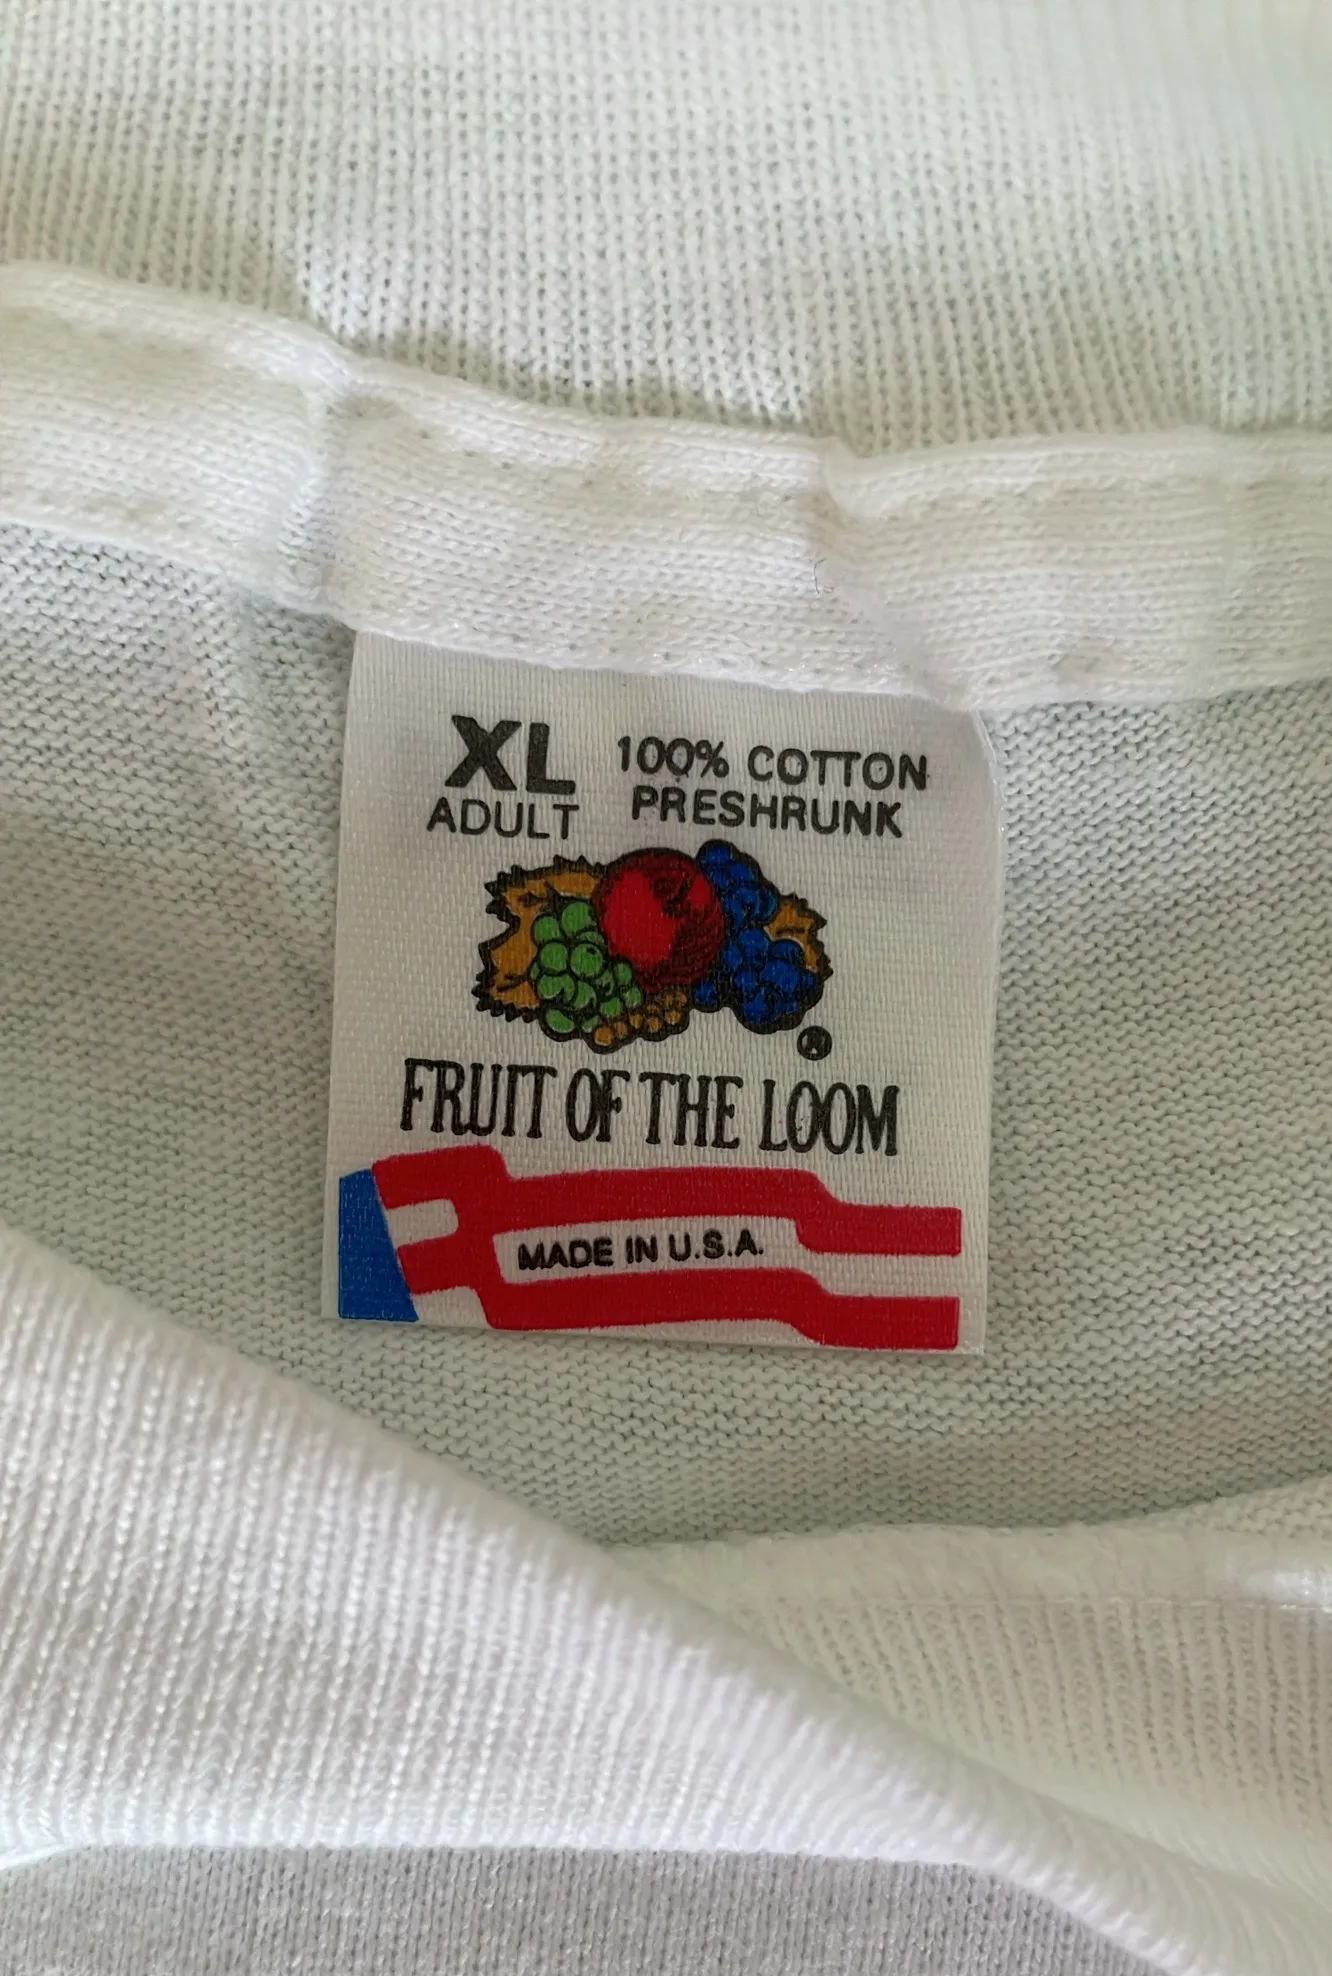 XL
ADULT
100% COTTON
PRESHRUNK
®
FRUIT OF THE LOOM
MADE IN U.S.A.